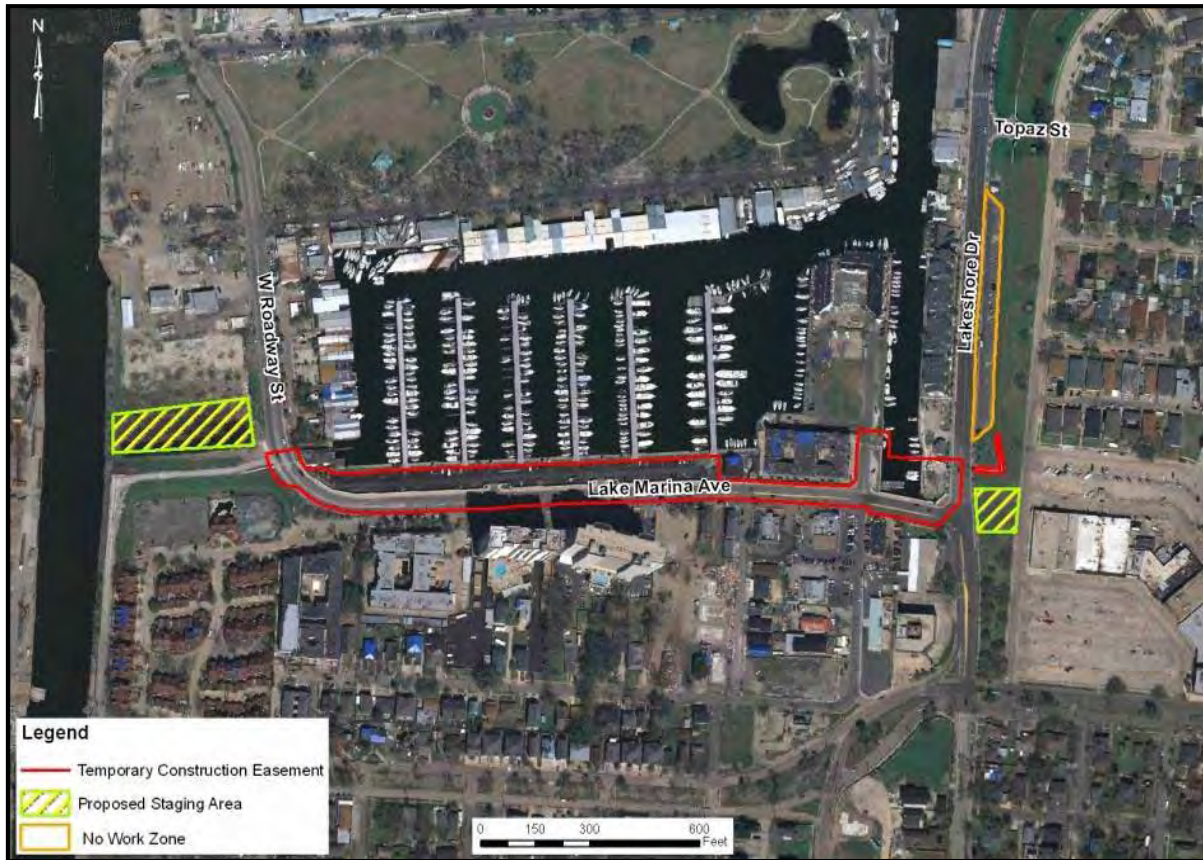 N
Topaz St
Lakeshore Dr
W Roadway St
Lake Marina Ave
Legend
Temporary Construction Easement
Proposed Staging Area
No Work Zone
0 150 300 600
Feet